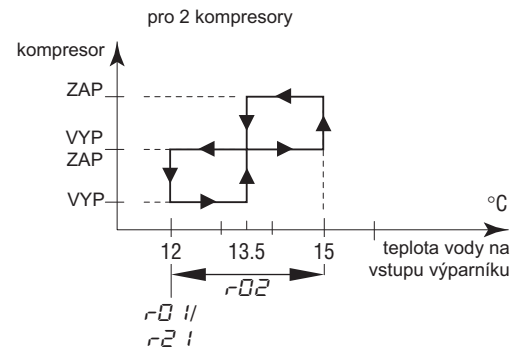 pro 2 kompresory
kompresor
ZAP
VYP
ZAP
VYP
°C
12 13.5 15
teplota vody na
vstupu výparníku
r02
r01/
r21